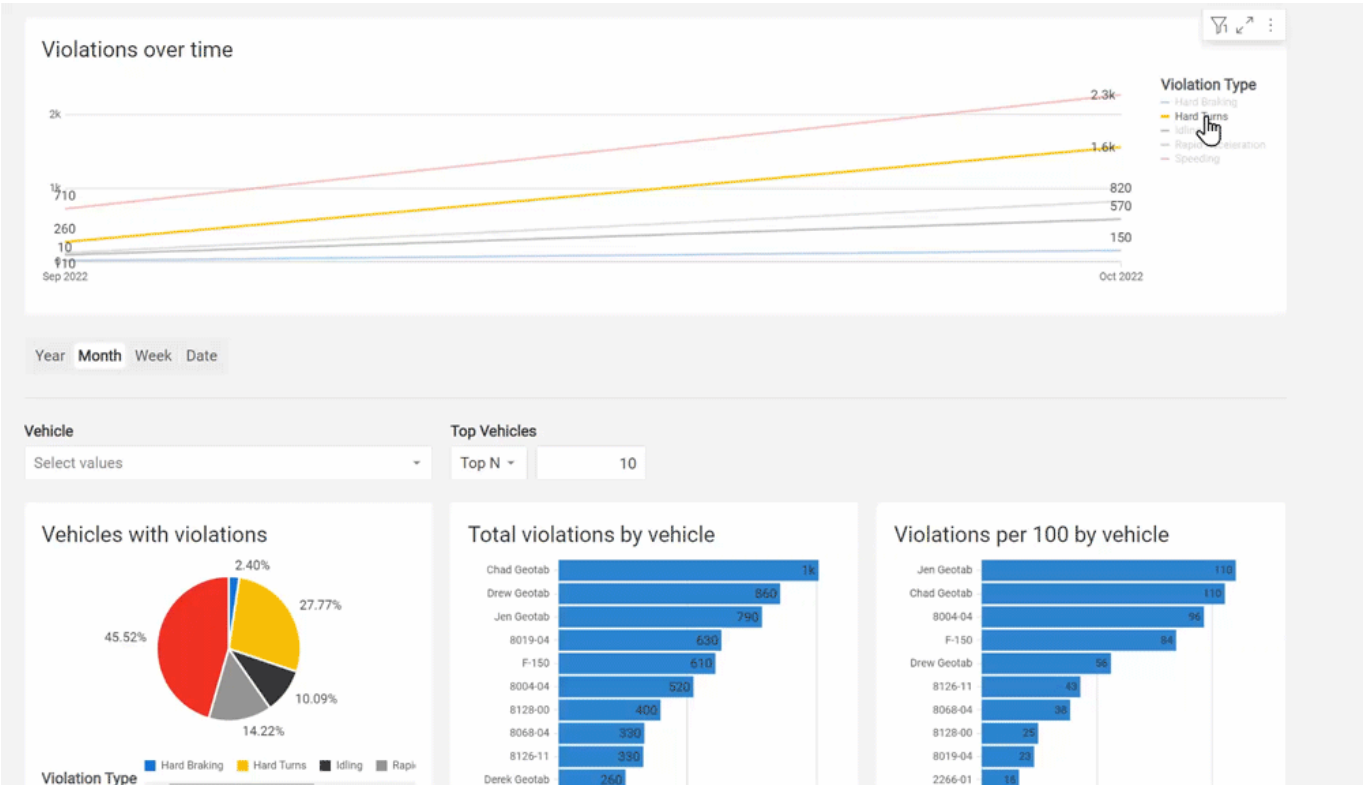 Violations over time
Violation Type
Hard Braking
Hard Turns
Speeding
2k
1k
710
260
10
110
2.3k
1.6k
820
570
150
Sep 2022
Oct 2022
Year Month Week Date
Vehicle
Select values
Top Vehicles
Top N
10
Vehicles with violations
2.40%
27.77%
10.09%
14.22%
45.52%
Hard Braking Hard Turns Idling Rapi
Violation Type
Total violations by vehicle
Chad Geotab 1k
Drew Geotab 860
Jen Geotab 790
8019-04 630
F-150 610
8004-04 520
8128-00 400
8068-04 330
8126-11 330
Derek Geotab 260
Violations per 100 by vehicle
Jen Geotab 110
Chad Geotab 110
8004-04 96
F-150 84
Drew Geotab 56
8126-11 43
8068-04 38
8128-00 25
8019-04 23
2266-01 16